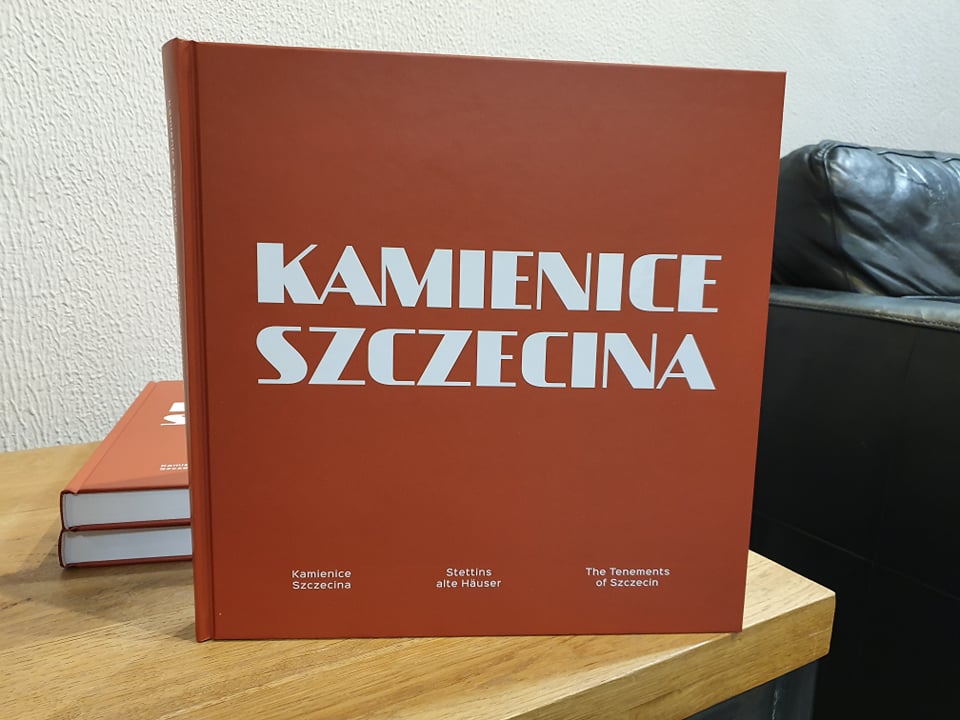 KAMIENICE
SZCZECINA
Kamienice
Szczecina
Stettins
alte Häuser
The Tenements
of Szczecin